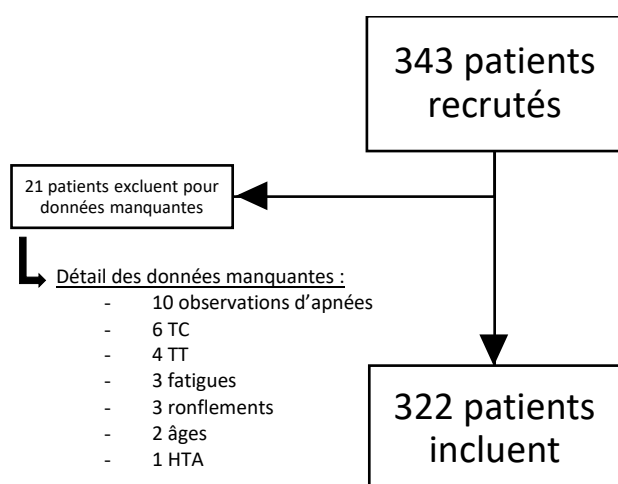 343 patients
recrutés
21 patients excluent pour
données manquantes
Détail des données manquantes :
- 10 observations d’apnées
- 6 TC
- 4 TT
- 3 fatigues
- 3 ronflements
- 2 âges
- 1 HTA
322 patients
incluent